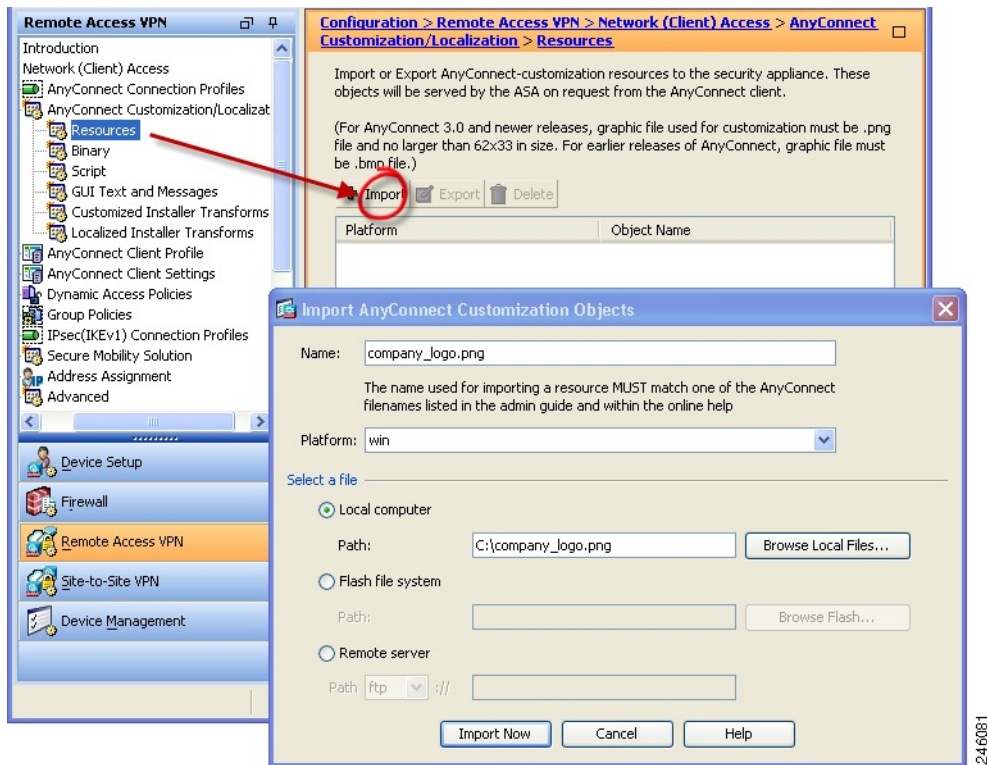 Remote Access VPN
Introduction
Network (Client) Access
AnyConnect Connection Profiles
AnyConnect Customization/Localizat
Resources
Binary
Script
GUI Text and Messages
Customized Installer Transforms
Localized Installer Transforms
AnyConnect Client Profile
AnyConnect Client Settings
Dynamic Access Policies
Group Policies
IPsec(IKEv1) Connection Profiles
Secure Mobility Solution
Address Assignment
Advanced
Device Setup
Firewall
Remote Access VPN
Site-to-Site VPN
Device Management
Configuration > Remote Access VPN > Network (Client) Access > AnyConnect
Customization/Localization > Resources
Import or Export AnyConnect-customization resources to the security appliance. These
objects will be served by the ASA on request from the AnyConnect client.
(For AnyConnect 3.0 and newer releases, graphic file used for customization must be .png
file and no larger than 62x33 in size. For earlier releases of AnyConnect, graphic file must
be .bmp file.)
Import Export Delete
Platform Object Name
Import AnyConnect Customization Objects
Name: company_logo.png
The name used for importing a resource MUST match one of the AnyConnect
filenames listed in the admin guide and within the online help
Platform: win
Select a file
Local computer
Path: C:\company_logo.png Browse Local Files...
Flash file system
Path: Browse Flash...
Remote server
Path ftp ://
Import Now Cancel Help
246081